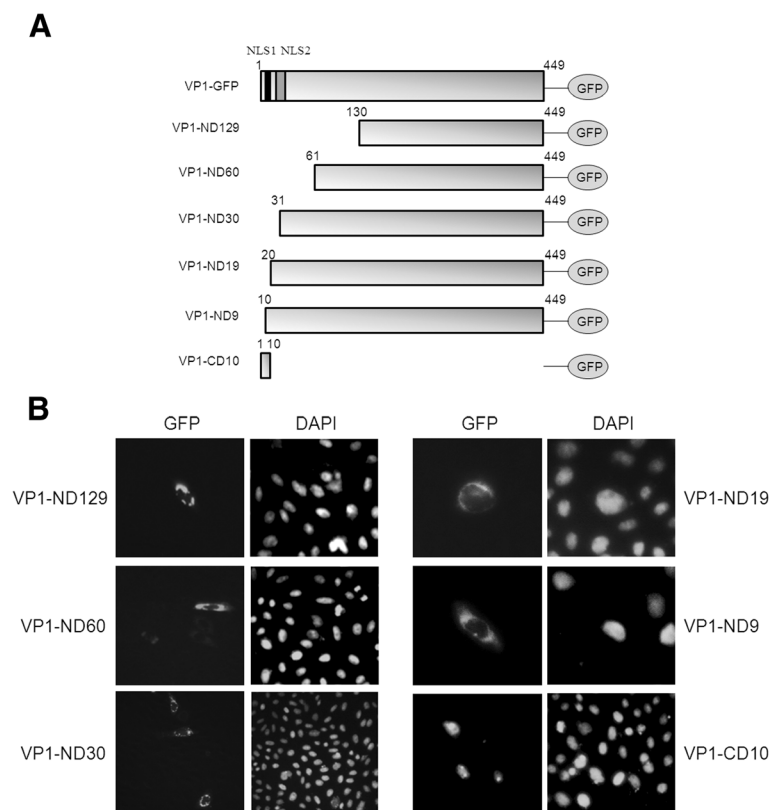 A
NLS1 NLS2
1 449
VP1-GFP GFP
130 449
VP1-ND129 GFP
61 449
VP1-ND60 GFP
31 449
VP1-ND30 GFP
20 449
VP1-ND19 GFP
10 449
VP1-ND9 GFP
1 10
VP1-CD10 GFP
B
GFP DAPI GFP DAPI
VP1-ND129 VP1-ND19
VP1-ND60 VP1-ND9
VP1-ND30 VP1-CD10